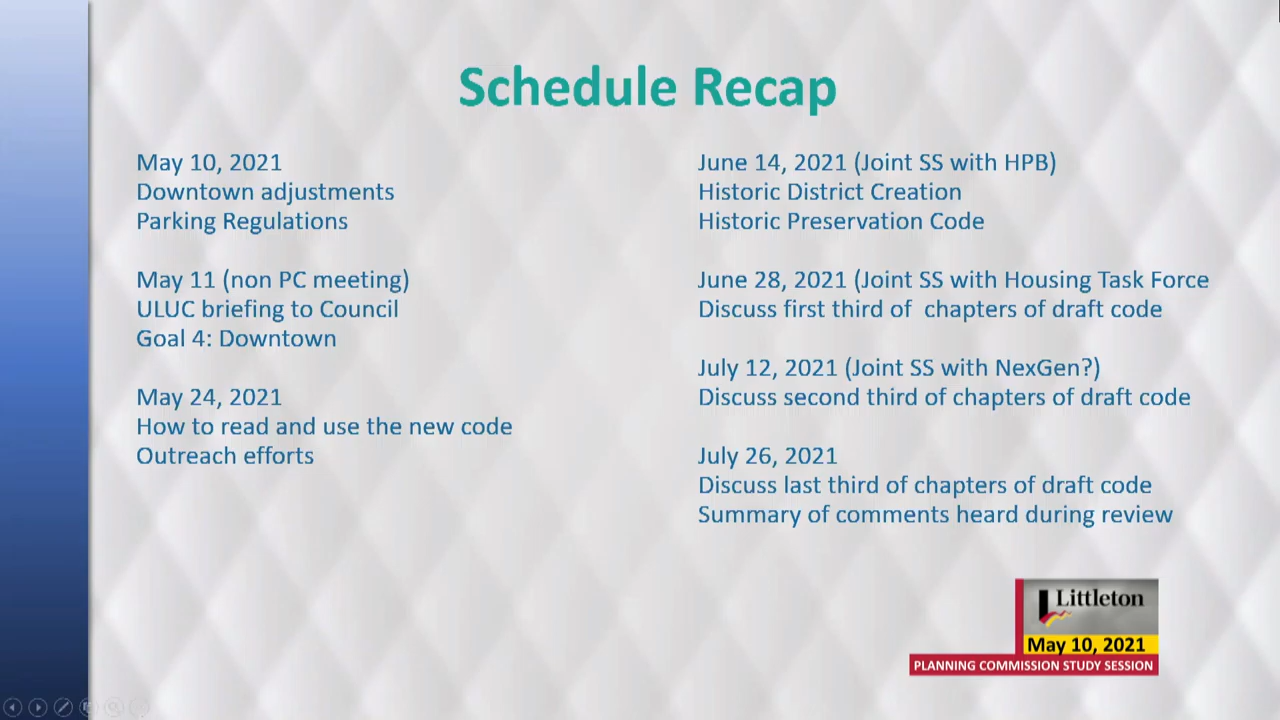 Schedule Recap
May 10, 2021
Downtown adjustments
Parking Regulations
May 11 (non PC meeting)
ULUC briefing to Council
Goal 4: Downtown
May 24, 2021
How to read and use the new code
Outreach efforts
June 14, 2021 (Joint SS with HPB)
Historic District Creation
Historic Preservation Code
June 28, 2021 (Joint SS with Housing Task Force
Discuss first third of  chapters of draft code
July 12, 2021 (Joint SS with NexGen?)
Discuss second third of chapters of draft code
July 26, 2021
Discuss last third of chapters of draft code
Summary of comments heard during review
Littleton
May 10, 2021
PLANNING COMMISSION STUDY SESSION